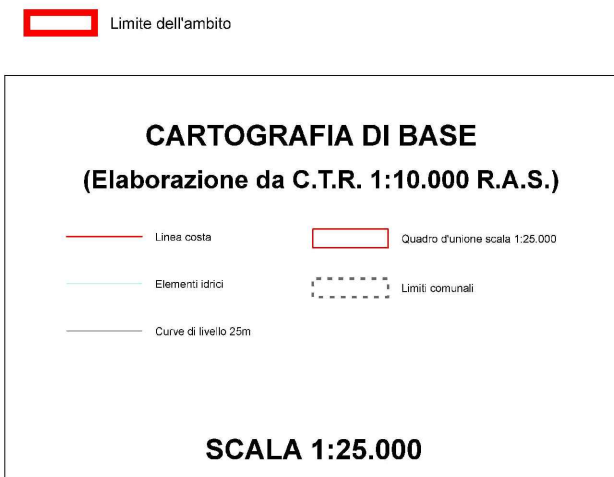 Limite dell'ambito
CARTOGRAFIA DI BASE
(Elaborazione da C.T.R. 1:10.000 R.A.S.)
Linea costa
Quadro d'unione scala 1:25.000
Elementi idrici
Limiti comunali
Curve di livello 25m
SCALA 1:25.000